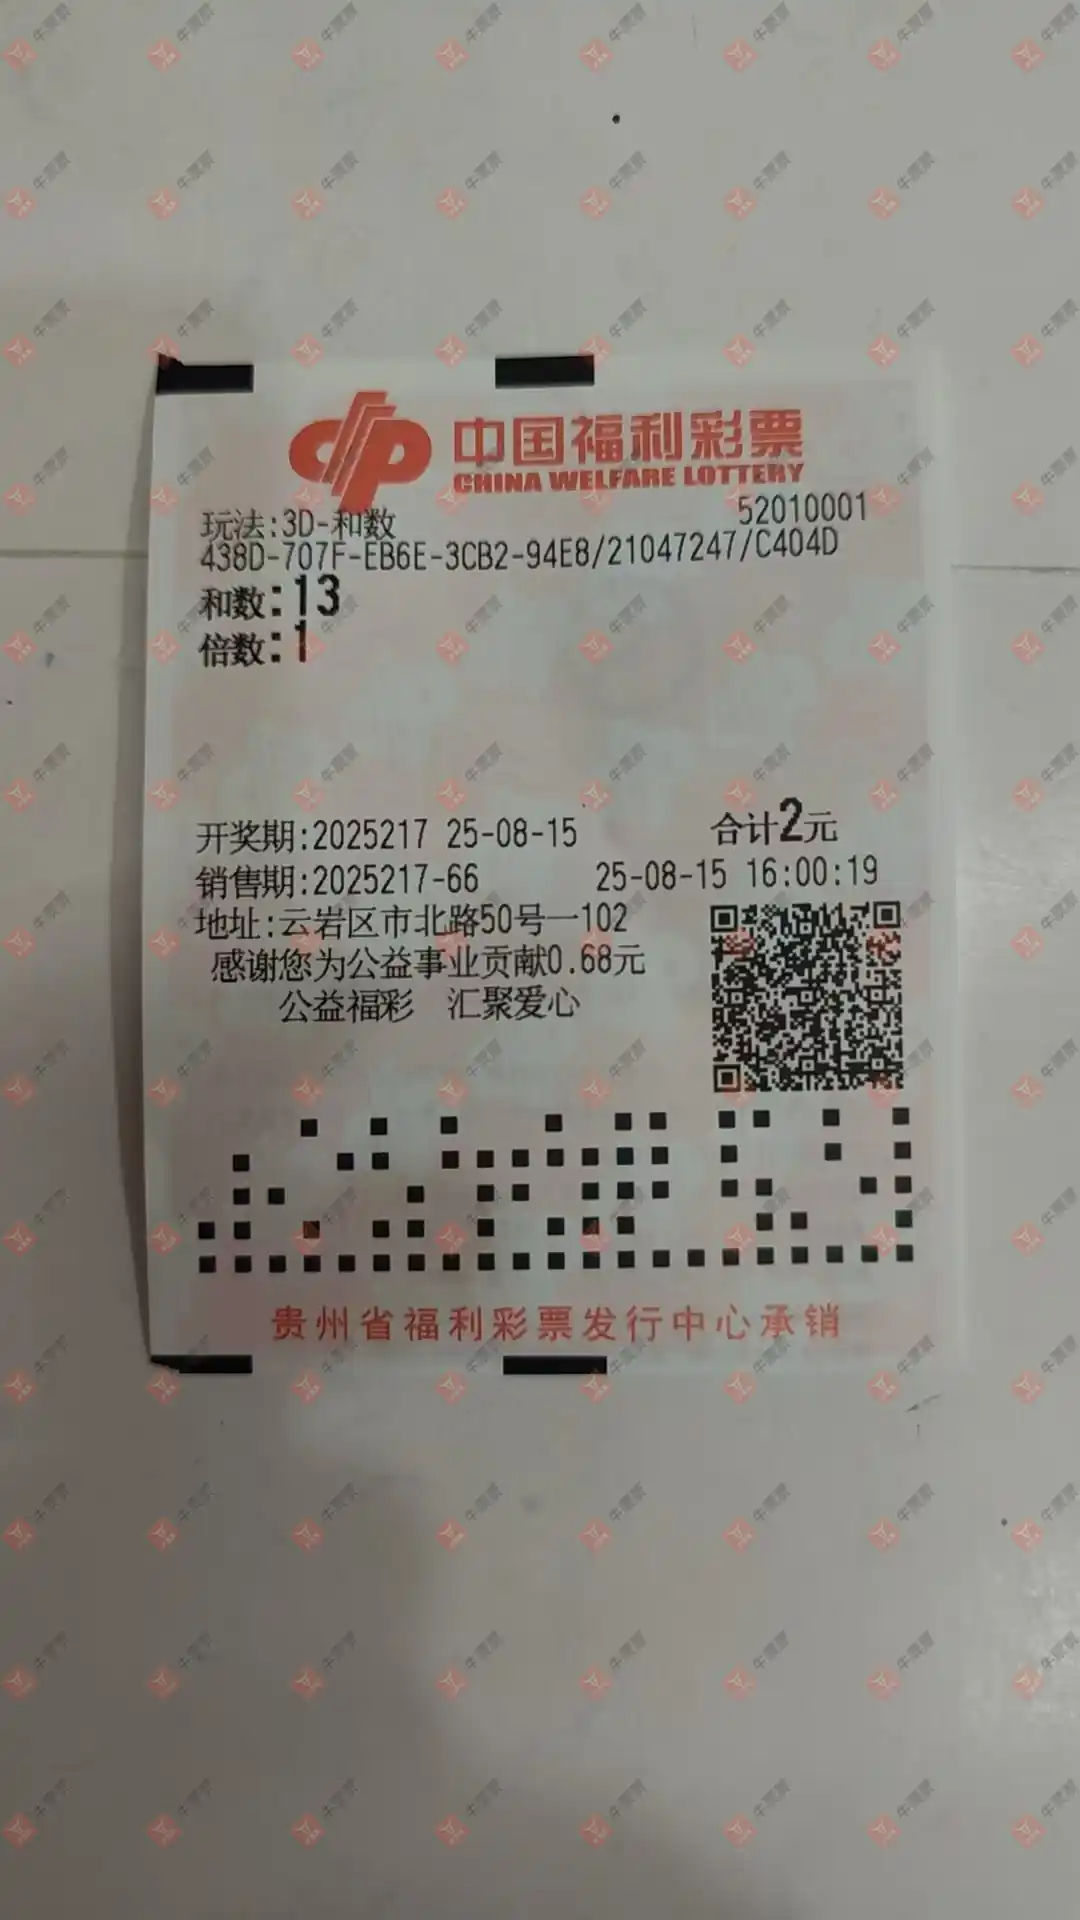 中国福利彩票
CHINA WELFARE LOTTERY
玩法:3D-和数 52010001
438D-707F-EB6E-3CB2-94E8/21047247/C404D
和数:13
倍数:1
开奖期:2025217 25-08-15 合计2元
销售期:2025217-66 25-08-15 16:00:19
地址:云岩区市北路50号一102
感谢您为公益事业贡献0.68元
公益福彩 汇聚爱心
贵州省福利彩票发行中心承销